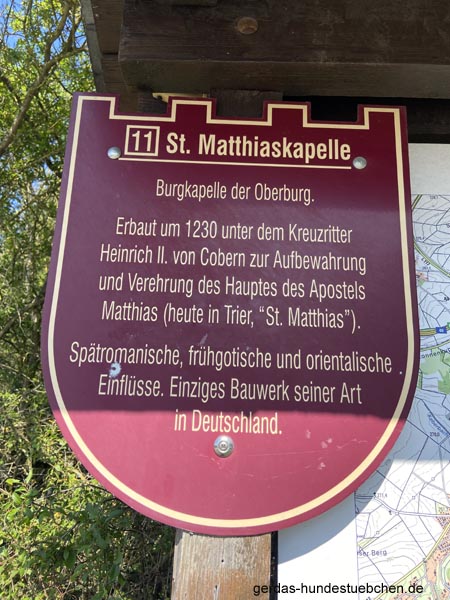 11 St. Matthiaskapelle
Burgkapelle der Oberburg.
Erbaut um 1230 unter dem Kreuzritter
Heinrich II. von Cobern zur Aufbewahrung
und Verehrung des Hauptes des Apostels
Matthias (heute in Trier, “St. Matthias”).
Spätromanische, frühgotische und orientalische
Einflüsse. Einziges Bauwerk seiner Art
in Deutschland.
gerdas-hundestuebchen.de